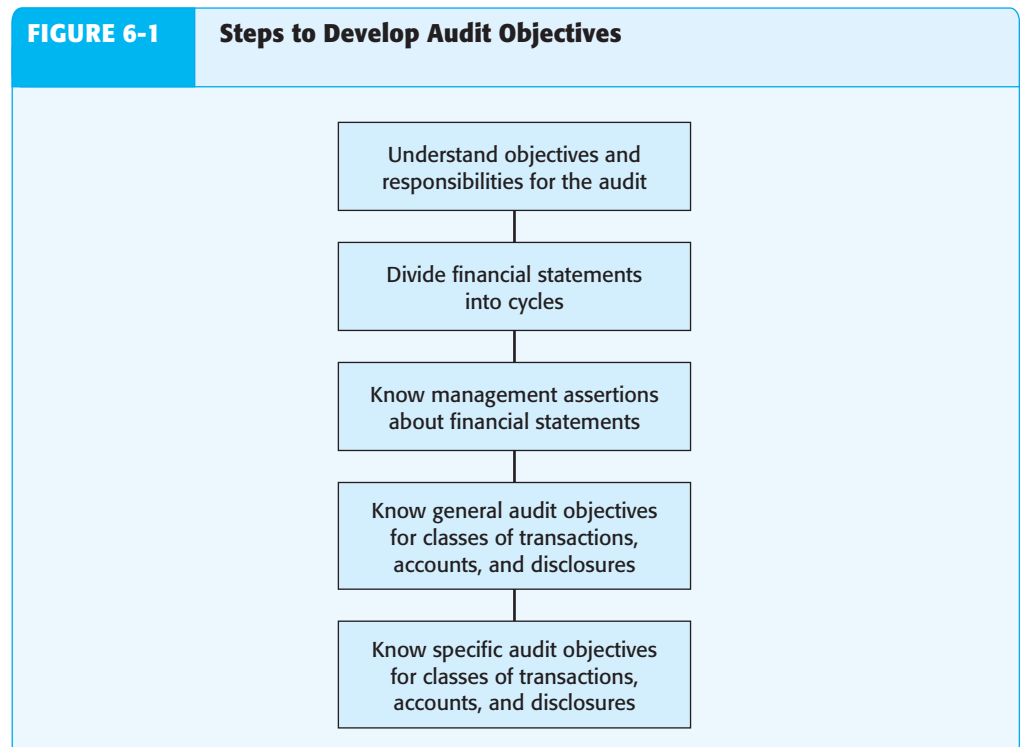 FIGURE 6-1
Steps to Develop Audit Objectives
Understand objectives and
responsibilities for the audit
Divide financial statements
into cycles
Know management assertions
about financial statements
Know general audit objectives
for classes of transactions,
accounts, and disclosures
Know specific audit objectives
for classes of transactions,
accounts, and disclosures